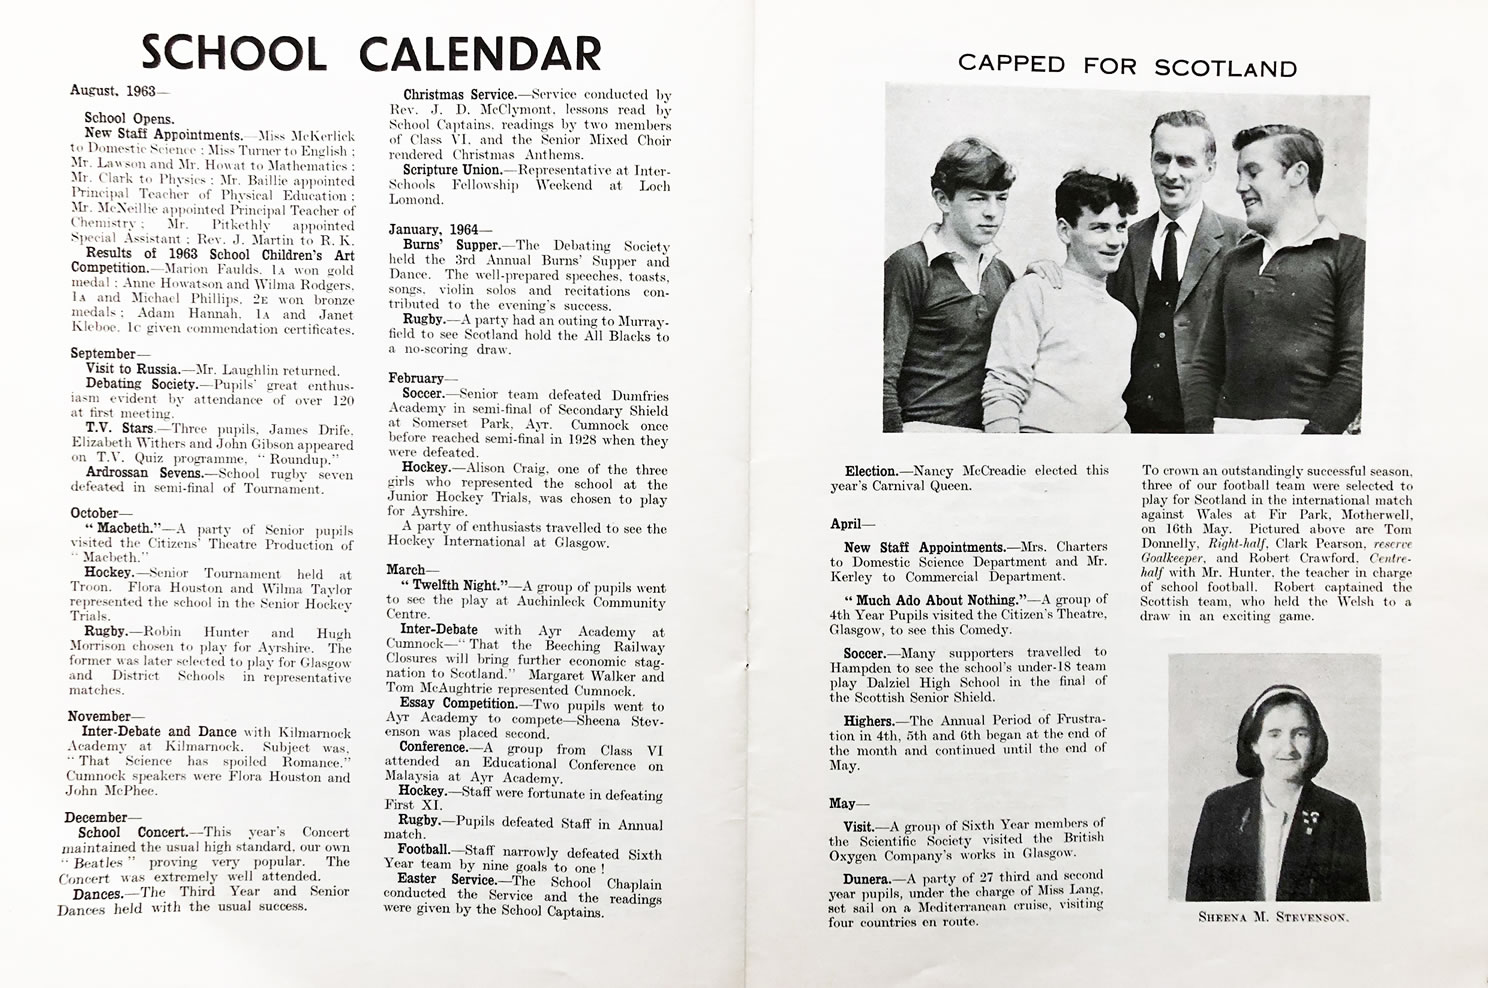 SCHOOL CALENDAR
August, 1963—
School Opens.
New Staff Appointments.—Miss McKerlick
to Domestic Science ; Miss Turner to English ;
Mr. Lawson and Mr. Howat to Mathematics ;
Mr. Clark to Physics ; Mr. Baillie appointed
Principal Teacher of Physical Education ;
Mr. McNeillie appointed Principal Teacher of
Chemistry ; Mr. Pitkethly appointed
Special Assistant ; Rev. J. Martin to R. K.
Results of 1963 School Children's Art
Competition.—Marion Faulds, 1A won gold
medal ; Anne Howatson and Wilma Rodgers,
1A and Michael Phillips, 2E won bronze
medals ; Adam Hannah, 1A and Janet
Kleboe, 1C given commendation certificates.
September—
Visit to Russia.—Mr. Laughlin returned.
Debating Society.—Pupils' great enthus-
iasm evident by attendance of over 120
at first meeting.
T.V. Stars.—Three pupils, James Drife,
Elizabeth Withers and John Gibson appeared
on T.V. Quiz programme, " Roundup."
Ardrossan Sevens.—School rugby seven
defeated in semi-final of Tournament.
October—
" Macbeth."—A party of Senior pupils
visited the Citizens' Theatre Production of
" Macbeth."
Hockey.—Senior Tournament held at
Troon. Flora Houston and Wilma Taylor
represented the school in the Senior Hockey
Trials.
Rugby.—Robin Hunter and Hugh
Morrison chosen to play for Ayrshire. The
former was later selected to play for Glasgow
and District Schools in representative
matches.
November—
Inter-Debate and Dance with Kilmarnock
Academy at Kilmarnock. Subject was,
" That Science has spoiled Romance."
Cumnock speakers were Flora Houston and
John McPhee.
December—
School Concert.—This year's Concert
maintained the usual high standard, our own
" Beatles " proving very popular. The
Concert was extremely well attended.
Dances.—The Third Year and Senior
Dances held with the usual success.
Christmas Service.—Service conducted by
Rev. J. D. McClymont, lessons read by
School Captains, readings by two members
of Class VI, and the Senior Mixed Choir
rendered Christmas Anthems.
Scripture Union.—Representative at Inter-
Schools Fellowship Weekend at Loch
Lomond.
January, 1964—
Burns' Supper.—The Debating Society
held the 3rd Annual Burns' Supper and
Dance. The well-prepared speeches, toasts,
songs, violin solos and recitations con-
tributed to the evening's success.
Rugby.—A party had an outing to Murray-
field to see Scotland hold the All Blacks to
a no-scoring draw.
February—
Soccer.—Senior team defeated Dumfries
Academy in semi-final of Secondary Shield
at Somerset Park, Ayr. Cumnock once
before reached semi-final in 1928 when they
were defeated.
Hockey.—Alison Craig, one of the three
girls who represented the school at the
Junior Hockey Trials, was chosen to play
for Ayrshire.
A party of enthusiasts travelled to see the
Hockey International at Glasgow.
March—
" Twelfth Night."—A group of pupils went
to see the play at Auchinleck Community
Centre.
Inter-Debate with Ayr Academy at
Cumnock—" That the Beeching Railway
Closures will bring further economic stag-
nation to Scotland." Margaret Walker and
Tom McAughtrie represented Cumnock.
Essay Competition.—Two pupils went to
Ayr Academy to compete—Sheena Stev-
enson was placed second.
Conference.—A group from Class VI
attended an Educational Conference on
Malaysia at Ayr Academy.
Hockey.—Staff were fortunate in defeating
First XI.
Rugby.—Pupils defeated Staff in Annual
match.
Football.—Staff narrowly defeated Sixth
Year team by nine goals to one !
Easter Service.—The School Chaplain
conducted the Service and the readings
were given by the School Captains.
CAPPED FOR SCOTLAND
Election.—Nancy McCreadie elected this
year's Carnival Queen.
April—
New Staff Appointments.—Mrs. Charters
to Domestic Science Department and Mr.
Kerley to Commercial Department.
" Much Ado About Nothing."—A group of
4th Year Pupils visited the Citizen's Theatre,
Glasgow, to see this Comedy.
Soccer.—Many supporters travelled to
Hampden to see the school's under-18 team
play Dalziel High School in the final of
the Scottish Senior Shield.
Highers.—The Annual Period of Frustra-
tion in 4th, 5th and 6th began at the end of
the month and continued until the end of
May.
May—
Visit.—A group of Sixth Year members of
the Scientific Society visited the British
Oxygen Company's works in Glasgow.
Dunera.—A party of 27 third and second
year pupils, under the charge of Miss Lang,
set sail on a Mediterranean cruise, visiting
four countries en route.
To crown an outstandingly successful season,
three of our football team were selected to
play for Scotland in the international match
against Wales at Fir Park, Motherwell,
on 16th May. Pictured above are Tom
Donnelly, Right-half, Clark Pearson, reserve
Goalkeeper, and Robert Crawford, Centre-
half with Mr. Hunter, the teacher in charge
of school football. Robert captained the
Scottish team, who held the Welsh to a
draw in an exciting game.
SHEENA M. STEVENSON.